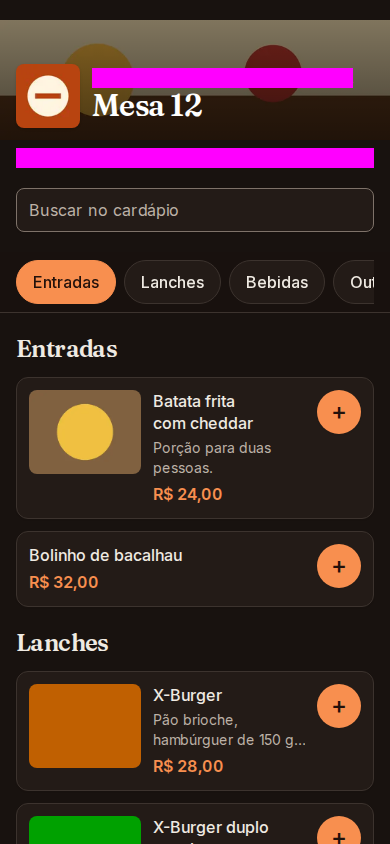 Mesa 12
Buscar no cardápio
Entradas
Lanches
Bebidas
Out
Entradas
Batata frita
com cheddar
Porção para duas
pessoas.
R$ 24,00
+
Bolinho de bacalhau
R$ 32,00
+
Lanches
X-Burger
Pão brioche,
hambúrguer de 150 g...
R$ 28,00
+
X-Burger duplo
+